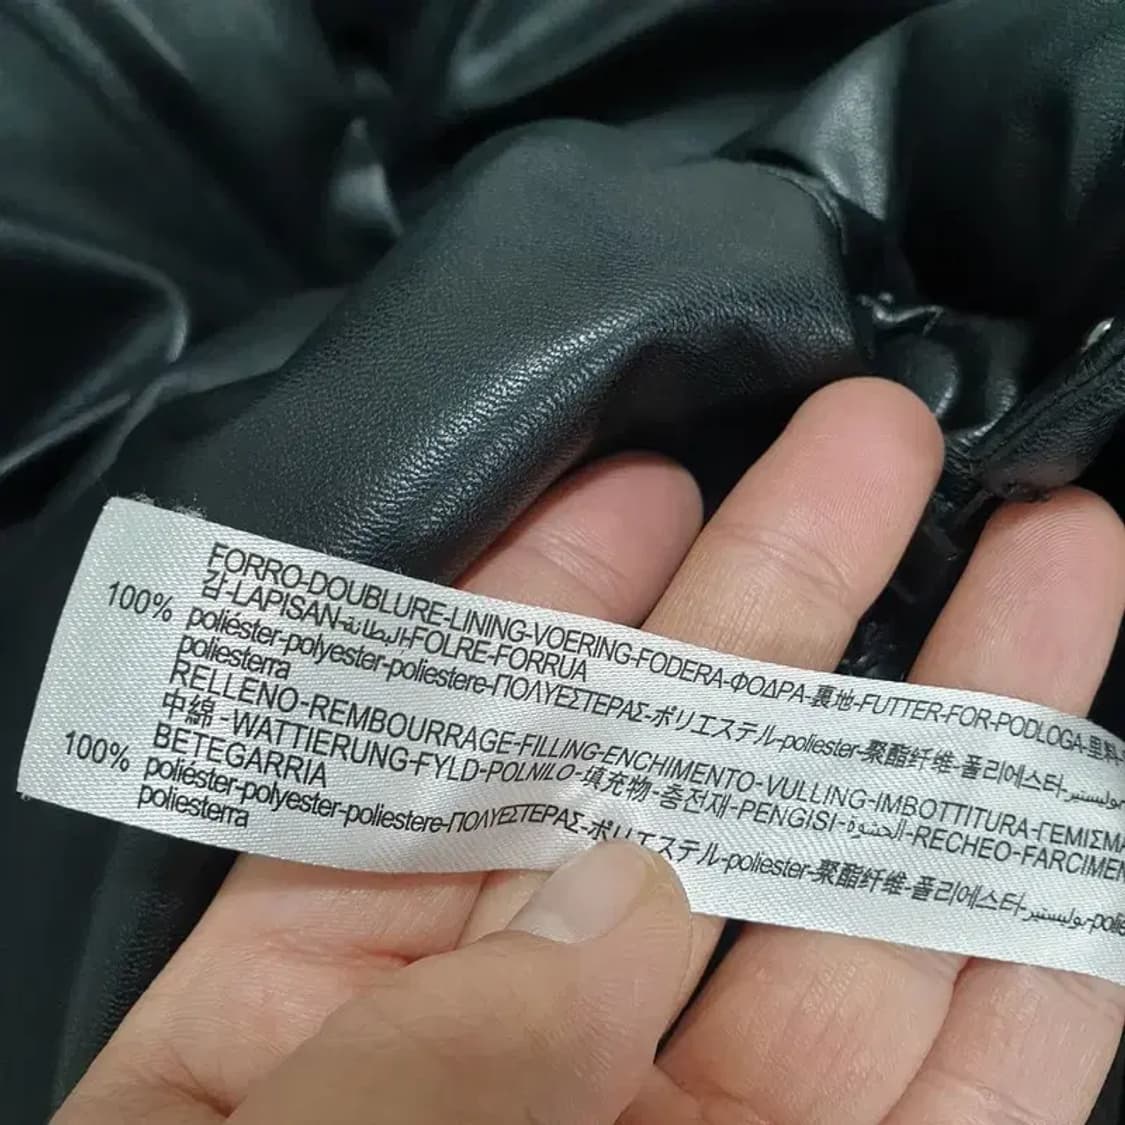 FORRO-DOUBLURE-LINING-VOERING-FODERA-ΦΟΔΡΑ-裏地-FUTTER-FOR-PODLOGA-里料-
감-LAPISAN-البطانة-FOLRE-FORRUA
100% poliéster-polyester-poliestere-ΠΟΛΥΕΣΤΕΡΑΣ-ポリエステル-poliester-聚酯纤维-폴리에스터-بوليستير-
poliesterra
RELLENO-REMBOURRAGE-FILLING-ENCHIMENTO-VULLING-IMBOTTITURA-ΓΕΜΙΣΜΑ
中綿-WATTIERUNG-FYLD-POLNILO-填充物-충전재-PENGISI-الحشوة-RECHEO-FARCIMEN
BETEGARRIA
100% poliéster-polyester-poliestere-ΠΟΛΥΕΣΤΕΡΑΣ-ポリエステル-poliester-聚酯纤维-폴리에스터-بوليستير-polie
poliesterra